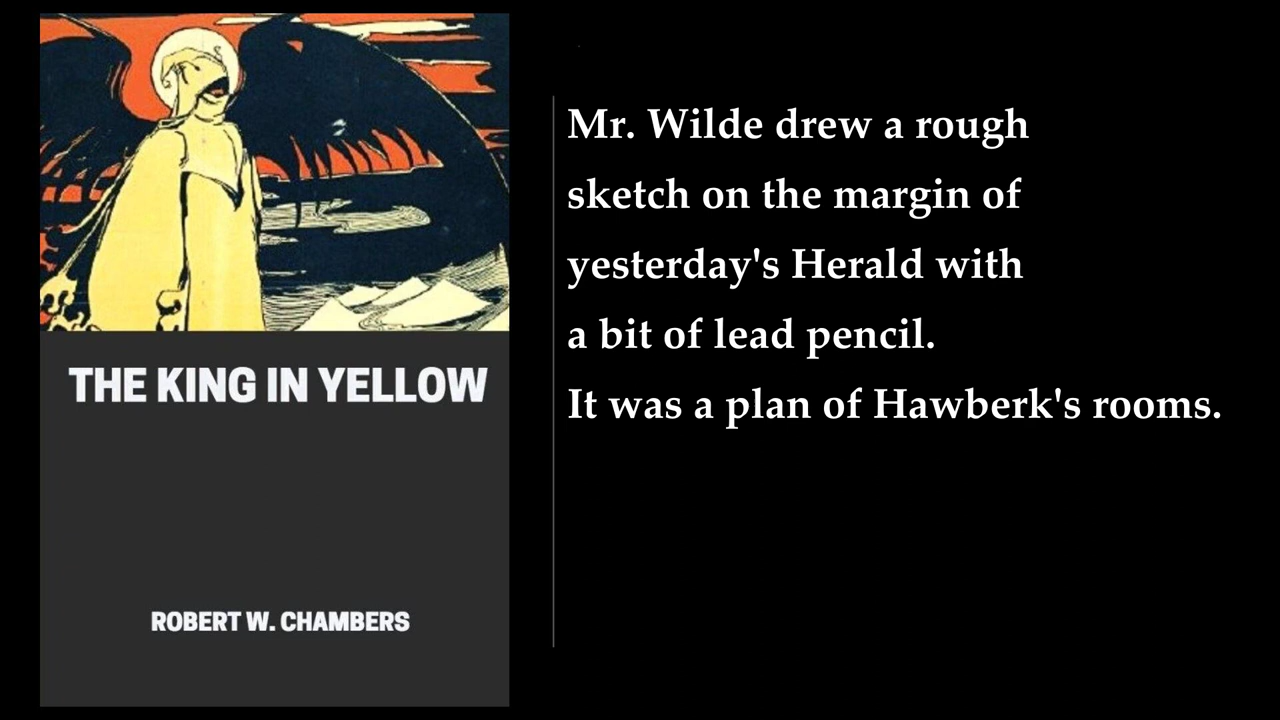 THE KING IN YELLOW
ROBERT W. CHAMBERS
Mr. Wilde drew a rough
sketch on the margin of
yesterday's Herald with
a bit of lead pencil.
It was a plan of Hawberk's rooms.